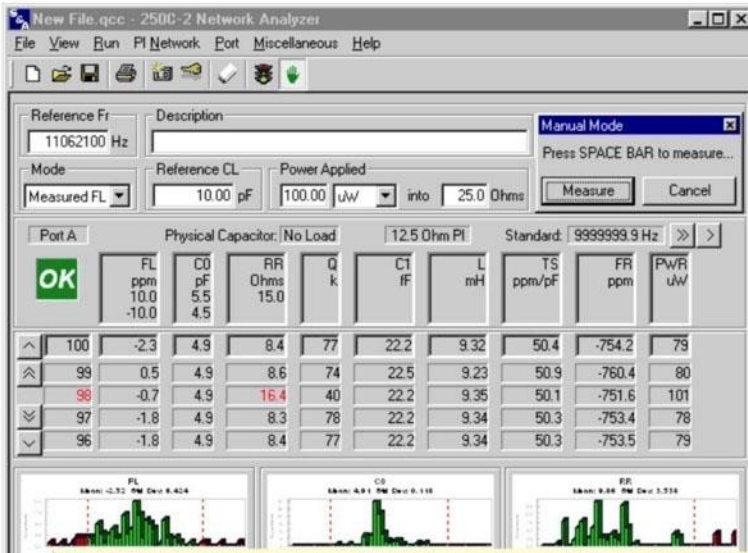 New File.qcc - 250C-2 Network Analyzer
File View Run PI Network Port Miscellaneous Help
Reference Fr
11062100 Hz
Description
Manual Mode
Press SPACE BAR to measure...
Measure Cancel
Mode
Measured FL
Reference CL
10.00 pF
Power Applied
100.00 uW into 25.0 Ohms
Port A Physical Capacitor: No Load 12.5 Ohm PI Standard: 9999999.9 Hz
OK
FL C0 RR Q C1 L TS FR PWR
ppm pF Ohms k fF mH ppm/pF ppm uW
10.0 5.5 15.0
-10.0 4.5
100 -2.3 4.9 8.4 77 22.2 9.32 50.4 -754.2 79
99 0.5 4.9 8.6 74 22.5 9.23 50.9 -760.4 80
98 -0.7 4.9 16.4 40 22.2 9.35 50.1 -751.6 101
97 -1.8 4.9 8.3 78 22.2 9.34 50.3 -753.4 78
96 -1.8 4.9 8.4 77 22.2 9.34 50.3 -753.5 79
FL C0 RR